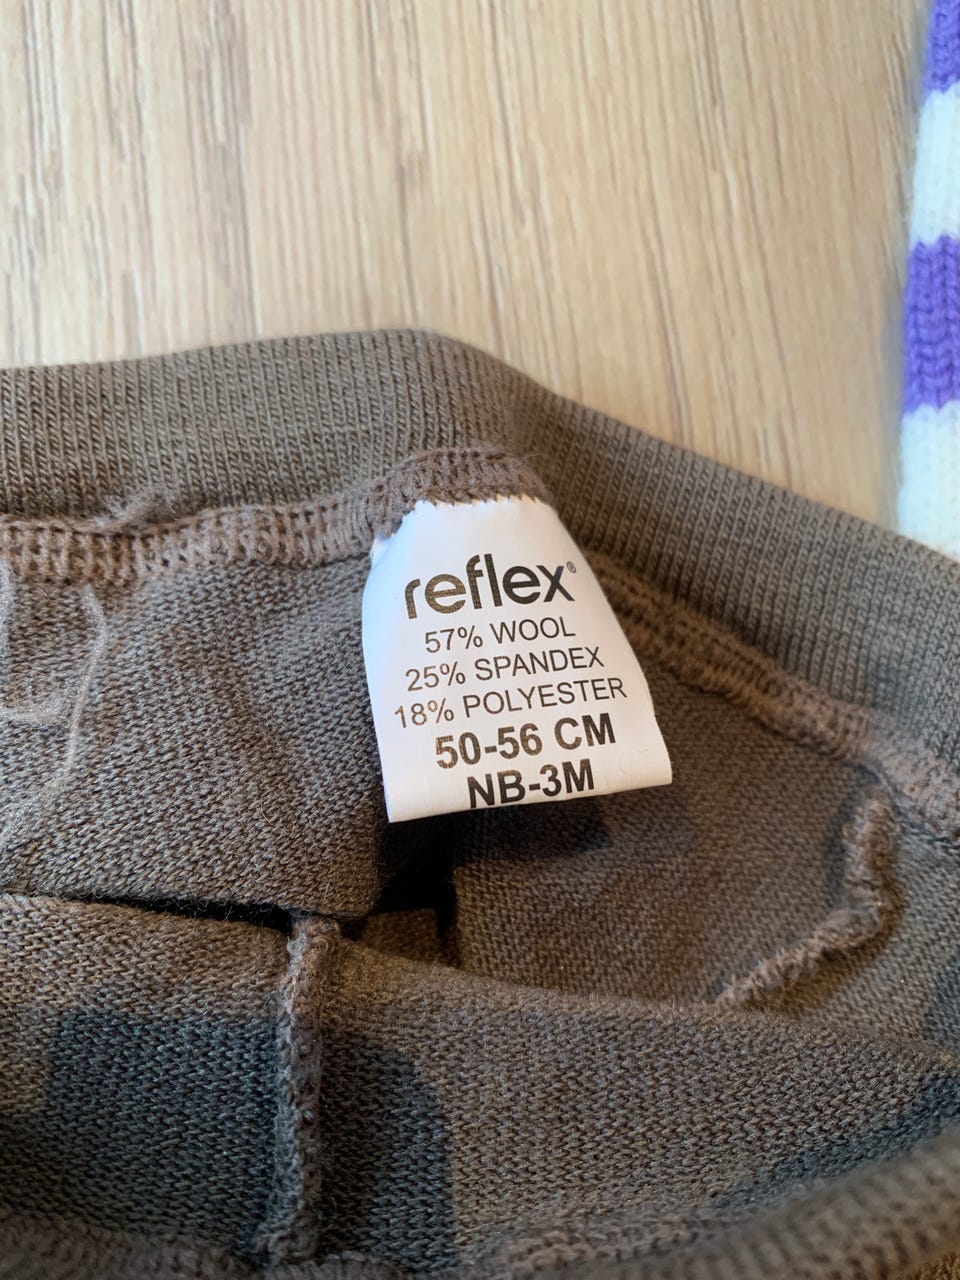 reflex®
57% WOOL
25% SPANDEX
18% POLYESTER
50-56 CM
NB-3M